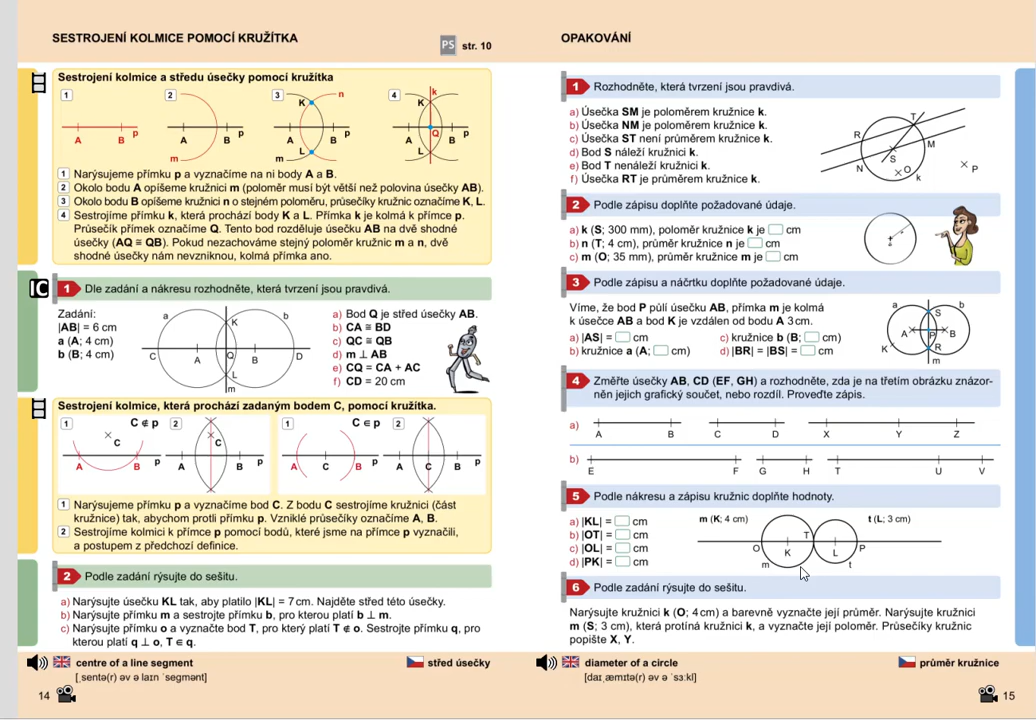 SESTROJENÍ KOLMICE POMOCÍ KRUŽÍTKA
PS str. 10
Sestrojení kolmice a středu úsečky pomocí kružítka
1 2 3 4
A B p
m A B p
K n A B p m L
k K A Q B p L
1 Narýsujeme přímku p a vyznačíme na ni body A a B.
2 Okolo bodu A opíšeme kružnici m (poloměr musí být větší než polovina úsečky AB).
3 Okolo bodu B opíšeme kružnici n o stejném poloměru, průsečíky kružnic označíme K, L.
4 Sestrojíme přímku k, která prochází body K a L. Přímka k je kolmá k přímce p.
Průsečík přímek označíme Q. Tento bod rozděluje úsečku AB na dvě shodné
úsečky (AQ ≅ QB). Pokud nezachováme stejný poloměr kružnic m a n, dvě
shodné úsečky nám nevzniknou, kolmá přímka ano.
IC
1 Dle zadání a nákresu rozhodněte, která tvrzení jsou pravdivá.
Zadání:
|AB| = 6 cm
a (A; 4 cm)
b (B; 4 cm)
a K b
C A Q B D
L
m
a) Bod Q je střed úsečky AB.
b) CA ≅ BD
c) QC ≅ QB
d) m ⊥ AB
e) CQ = CA + AC
f) CD = 20 cm
Sestrojení kolmice, která prochází zadaným bodem C, pomocí kružítka.
1 C ∉ p 2 1 C ∈ p 2
C C
A B p A B p A C B p A C B p
1 Narýsujeme přímku p a vyznačíme bod C. Z bodu C sestrojíme kružnici (část
kružnice) tak, abychom protli přímku p. Vzniklé průsečíky označíme A, B.
2 Sestrojíme kolmici k přímce p pomocí bodů, které jsme na přímce p vyznačili,
a postupem z předchozí definice.
2 Podle zadání rýsujte do sešitu.
a) Narýsujte úsečku KL tak, aby platilo |KL| = 7 cm. Najděte střed této úsečky.
b) Narýsujte přímku m a sestrojte přímku b, pro kterou platí b ⊥ m.
c) Narýsujte přímku o a vyznačte bod T, pro který platí T ∉ o. Sestrojte přímku q, pro
kterou platí q ⊥ o, T ∈ q.
centre of a line segment
[ˌsentə(r) əv ə laɪn ˈsegmənt]
střed úsečky
14
OPAKOVÁNÍ
1 Rozhodněte, která tvrzení jsou pravdivá.
a) Úsečka SM je poloměrem kružnice k.
b) Úsečka NM je poloměrem kružnice k.
c) Úsečka ST není průměrem kružnice k.
d) Bod S náleží kružnici k.
e) Bod T nenáleží kružnici k.
f) Úsečka RT je průměrem kružnice k.
T
R M
S
N O P
k
2 Podle zápisu doplňte požadované údaje.
a) k (S; 300 mm), poloměr kružnice k je cm
b) n (T; 4 cm), průměr kružnice n je cm
c) m (O; 35 mm), průměr kružnice m je cm
3 Podle zápisu a náčrtku doplňte požadované údaje.
Víme, že bod P půlí úsečku AB, přímka m je kolmá
k úsečce AB a bod K je vzdálen od bodu A 3 cm.
a) |AS| = cm c) kružnice b (B; cm)
b) kružnice a (A; cm) d) |BR| = |BS| = cm
a b
S
A P B
K R
m
4 Změřte úsečky AB, CD (EF, GH) a rozhodněte, zda je na třetím obrázku znázor-
něn jejich grafický součet, nebo rozdíl. Proveďte zápis.
a) A B C D X Y Z
b) E F G H T U V
5 Podle nákresu a zápisu kružnic doplňte hodnoty.
a) |KL| = cm
b) |OT| = cm
c) |OL| = cm
d) |PK| = cm
m (K; 4 cm) t (L; 3 cm)
T
O K L P
m t
6 Podle zadání rýsujte do sešitu.
Narýsujte kružnici k (O; 4 cm) a barevně vyznačte její průměr. Narýsujte kružnici
m (S; 3 cm), která protíná kružnici k, a vyznačte její poloměr. Průsečíky kružnic
popište X, Y.
diameter of a circle
[daɪˌæmɪtə(r) əv ə ˈsɜːkl]
průměr kružnice
15